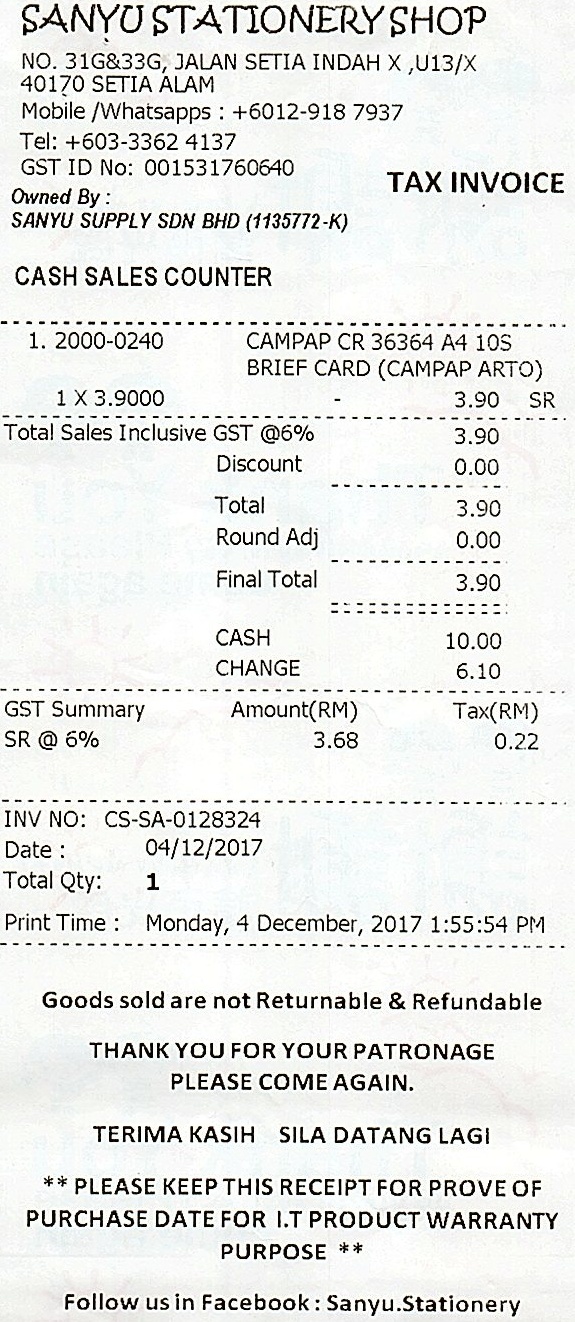 SANYU STATIONERY SHOP
NO. 31G&33G, JALAN SETIA INDAH X ,U13/X
40170 SETIA ALAM
Mobile /Whatsapps : +6012-918 7937
Tel: +603-3362 4137
GST ID No: 001531760640
TAX INVOICE
Owned By :
SANYU SUPPLY SDN BHD (1135772-K)
CASH SALES COUNTER
1. 2000-0240 CAMPAP CR 36364 A4 10S
BRIEF CARD (CAMPAP ARTO)
1 X 3.9000 - 3.90 SR
Total Sales Inclusive GST @6% 3.90
Discount 0.00
Total 3.90
Round Adj 0.00
Final Total 3.90
CASH 10.00
CHANGE 6.10
GST Summary Amount(RM) Tax(RM)
SR @ 6% 3.68 0.22
INV NO: CS-SA-0128324
Date : 04/12/2017
Total Qty: 1
Print Time : Monday, 4 December, 2017 1:55:54 PM
Goods sold are not Returnable & Refundable
THANK YOU FOR YOUR PATRONAGE
PLEASE COME AGAIN.
TERIMA KASIH SILA DATANG LAGI
** PLEASE KEEP THIS RECEIPT FOR PROVE OF
PURCHASE DATE FOR I.T PRODUCT WARRANTY
PURPOSE **
Follow us in Facebook : Sanyu.Stationery